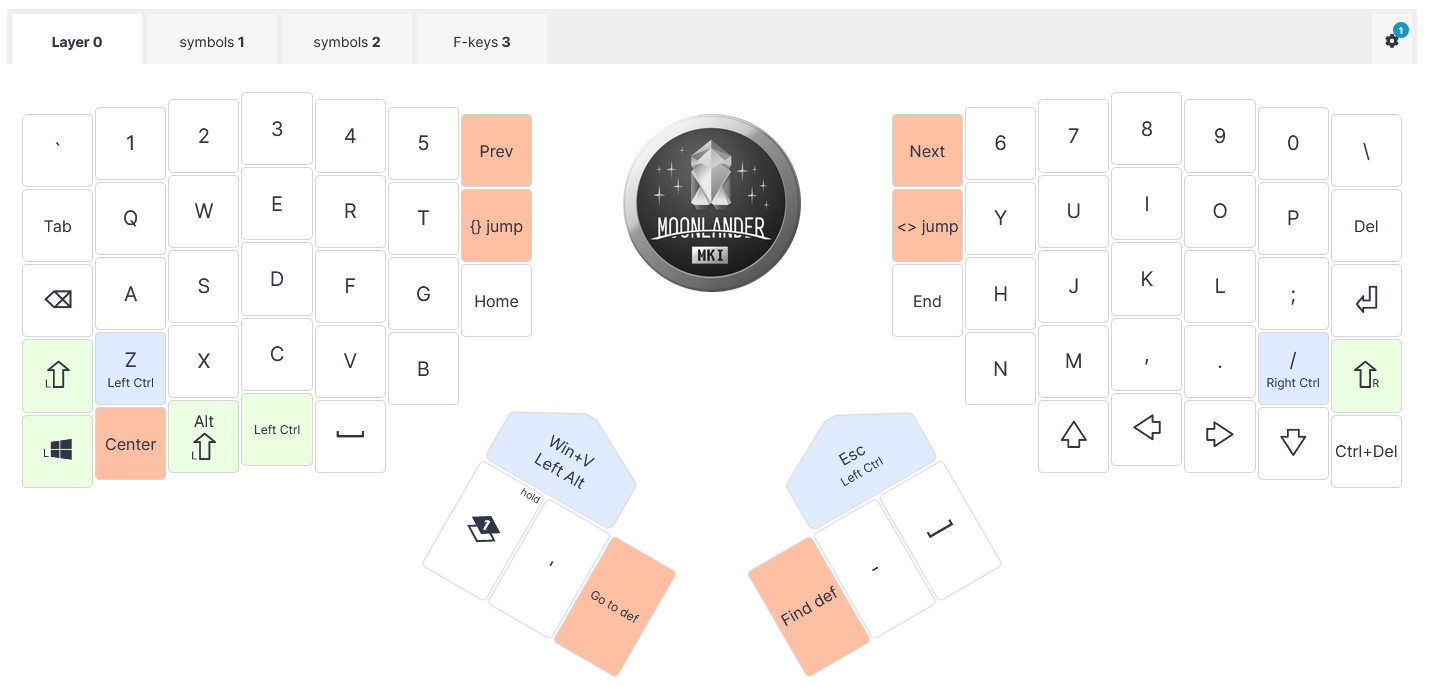 Layer 0
symbols 1
symbols 2
F-keys 3
1
` 1 2 3 4 5 Prev
Next 6 7 8 9 0 \
Tab Q W E R T {} jump
<> jump Y U I O P Del
A S D F G Home
End H J K L ;
L Z X C V B
N M , . / R
Left Ctrl
Right Ctrl
L Center Alt Left Ctrl
L
Ctrl+Del
MOONLANDER
MKI
Win+V
Left Alt
hold
1
'
Go to def
Esc
Left Ctrl
-
Find def